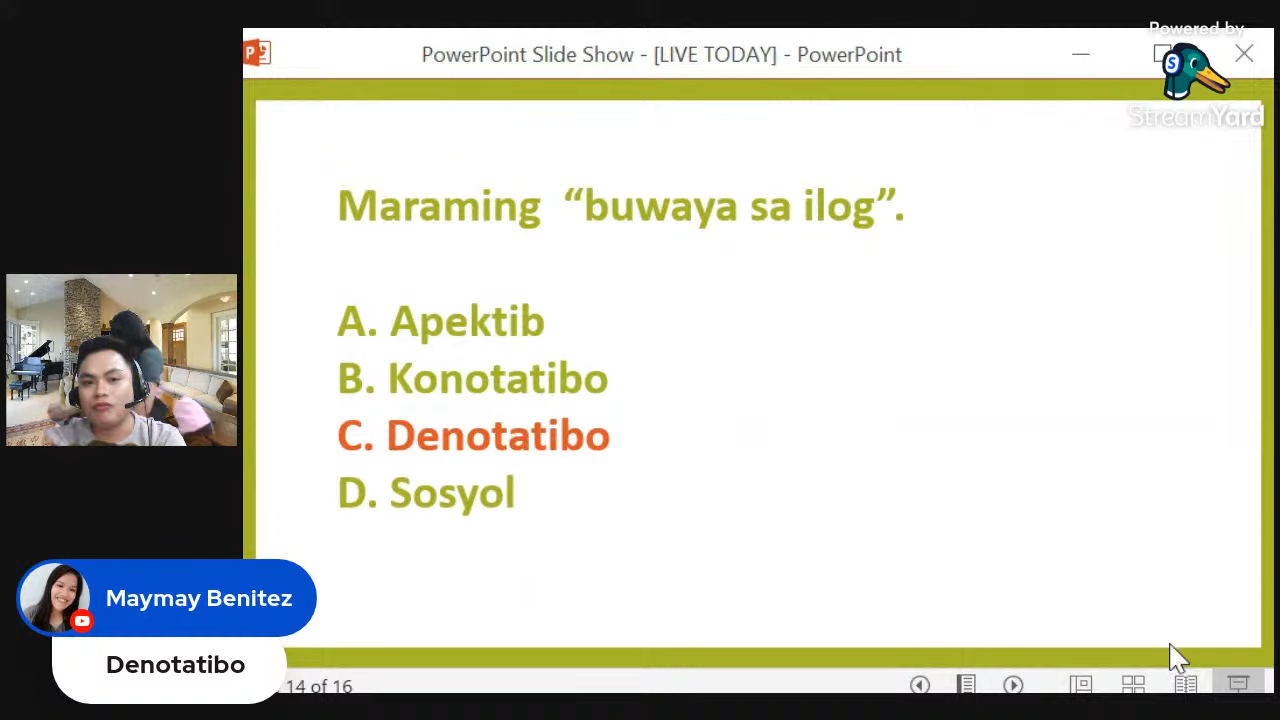 Powered by
PowerPoint Slide Show - [LIVE TODAY] - PowerPoint
StreamYard
Maraming “buwaya sa ilog”.
A. Apektib
B. Konotatibo
C. Denotatibo
D. Sosyol
Maymay Benitez
Denotatibo
14 of 16